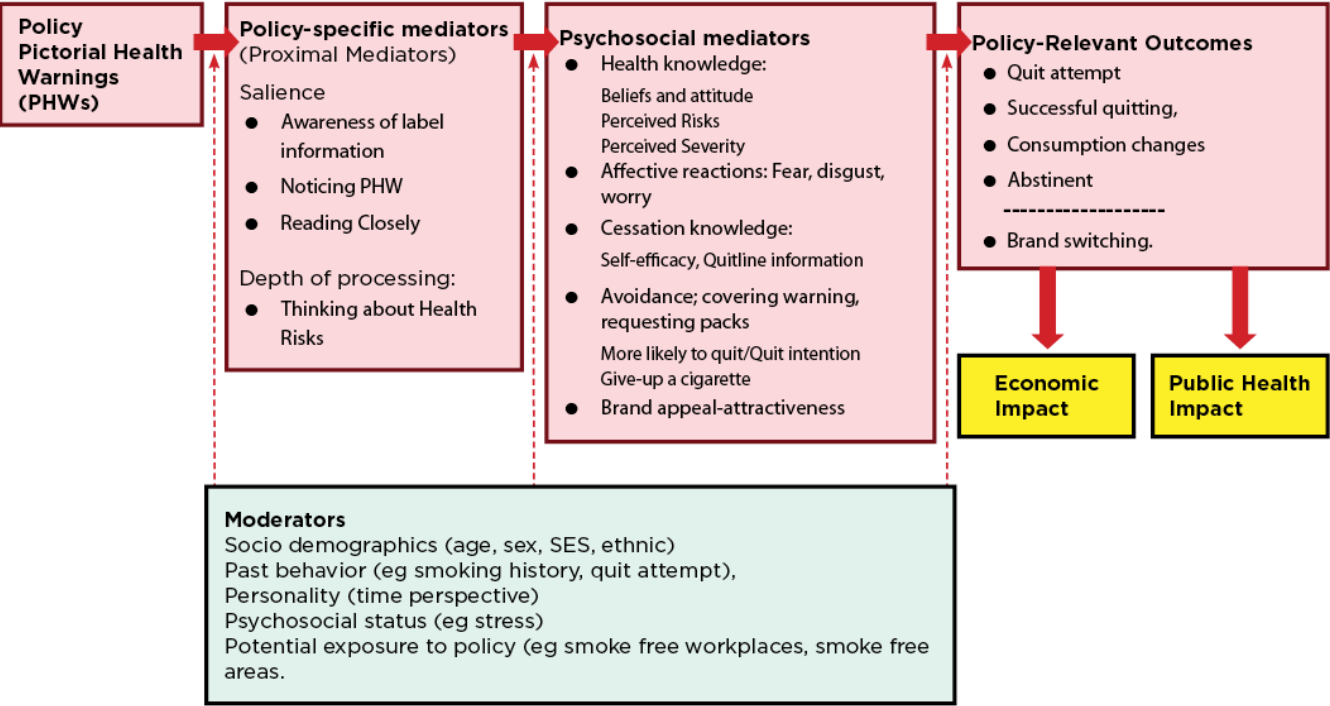 Policy
Pictorial Health
Warnings
(PHWs)
Policy-specific mediators
(Proximal Mediators)
Salience
● Awareness of label
information
● Noticing PHW
● Reading Closely
Depth of processing:
● Thinking about Health
Risks
Psychosocial mediators
● Health knowledge:
Beliefs and attitude
Perceived Risks
Perceived Severity
● Affective reactions: Fear, disgust,
worry
● Cessation knowledge:
Self-efficacy, Quitline information
● Avoidance; covering warning,
requesting packs
More likely to quit/Quit intention
Give-up a cigarette
● Brand appeal-attractiveness
Policy-Relevant Outcomes
● Quit attempt
● Successful quitting,
● Consumption changes
● Abstinent
-------------------
● Brand switching.
Economic
Impact
Public Health
Impact
Moderators
Socio demographics (age, sex, SES, ethnic)
Past behavior (eg smoking history, quit attempt),
Personality (time perspective)
Psychosocial status (eg stress)
Potential exposure to policy (eg smoke free workplaces, smoke free
areas.